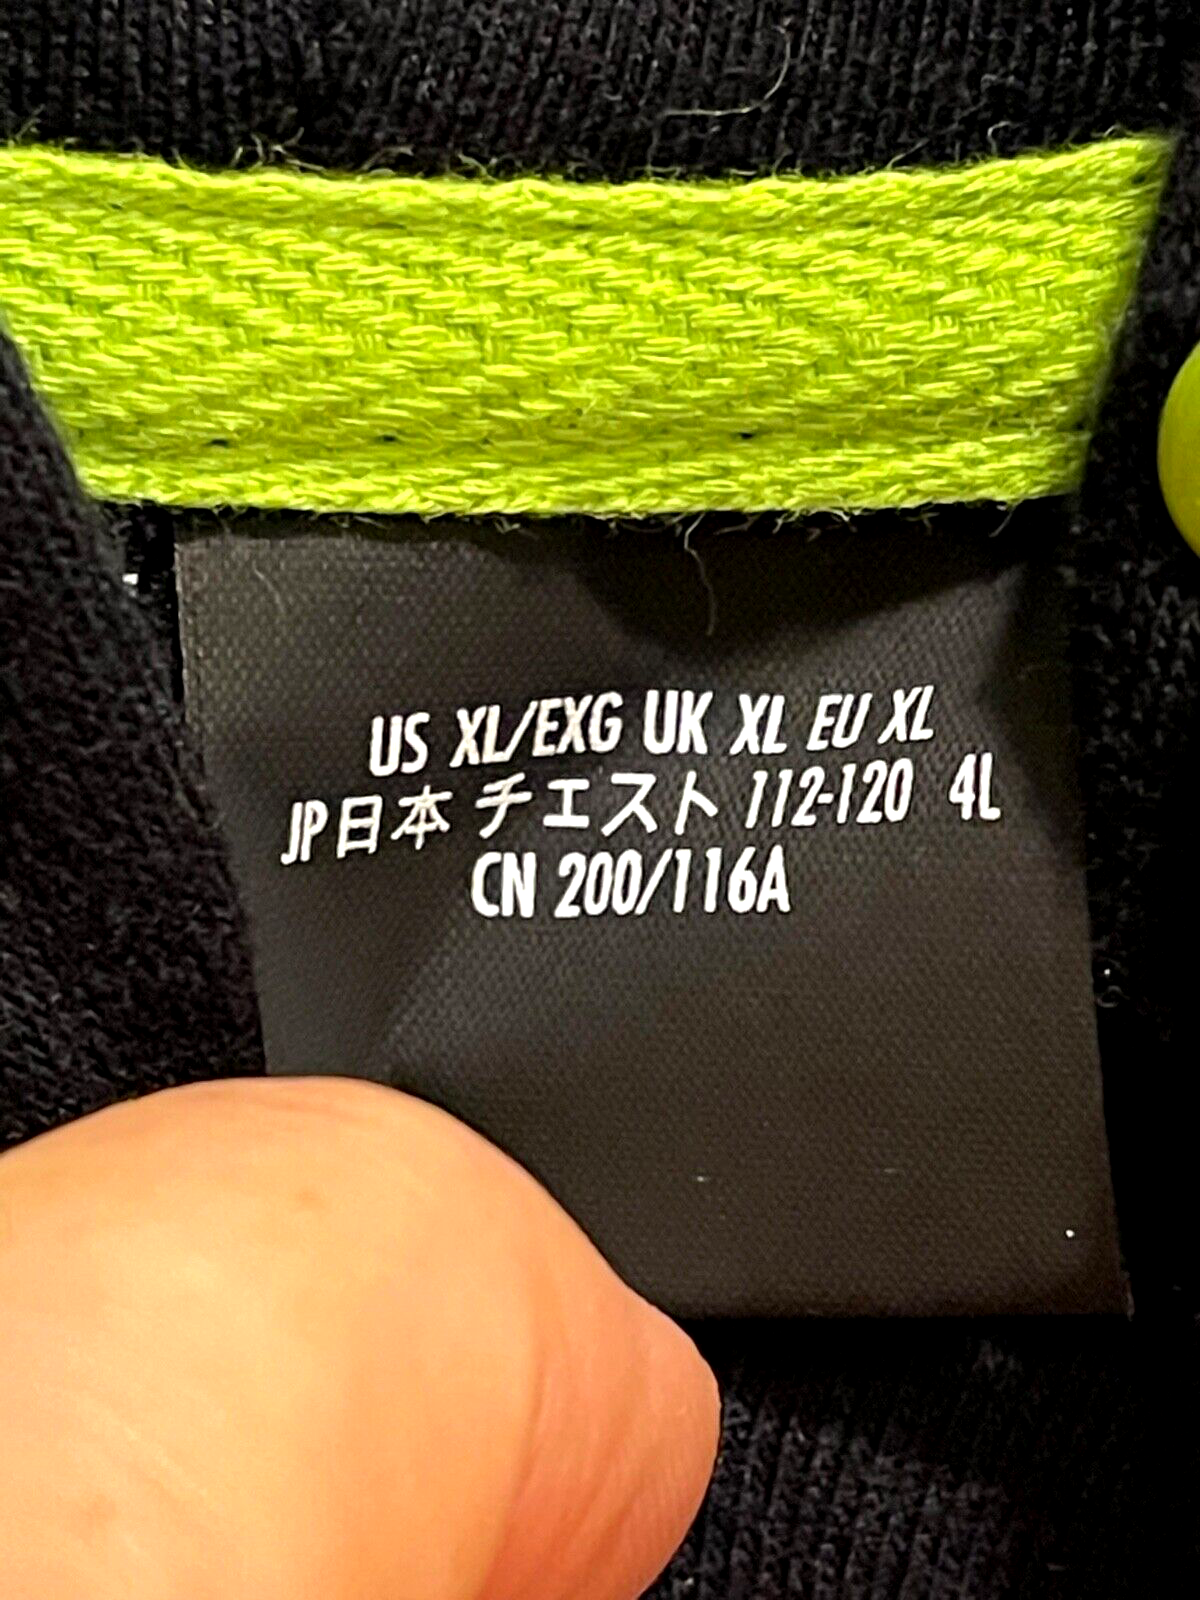 US XL/EXG UK XL EU XL
JP日本 チエスト 112-120 4L
CN 200/116A